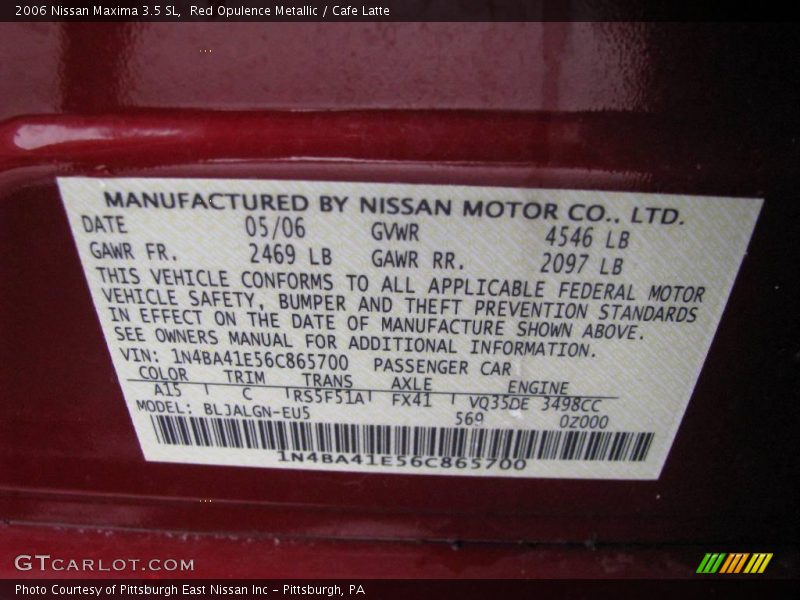 2006 Nissan Maxima 3.5 SL, Red Opulence Metallic / Cafe Latte
MANUFACTURED BY NISSAN MOTOR CO., LTD.
DATE 05/06 GVWR 4546 LB
GAWR FR. 2469 LB GAWR RR. 2097 LB
THIS VEHICLE CONFORMS TO ALL APPLICABLE FEDERAL MOTOR
VEHICLE SAFETY, BUMPER AND THEFT PREVENTION STANDARDS
IN EFFECT ON THE DATE OF MANUFACTURE SHOWN ABOVE.
SEE OWNERS MANUAL FOR ADDITIONAL INFORMATION.
VIN: 1N4BA41E56C865700 PASSENGER CAR
COLOR TRIM TRANS AXLE ENGINE
A15 C RS5F51A FX41 VQ35DE 3498CC
MODEL: BLJALGN-EU5 569 0Z000
1N4BA41E56C865700
GTCARLOT.COM
Photo Courtesy of Pittsburgh East Nissan Inc - Pittsburgh, PA